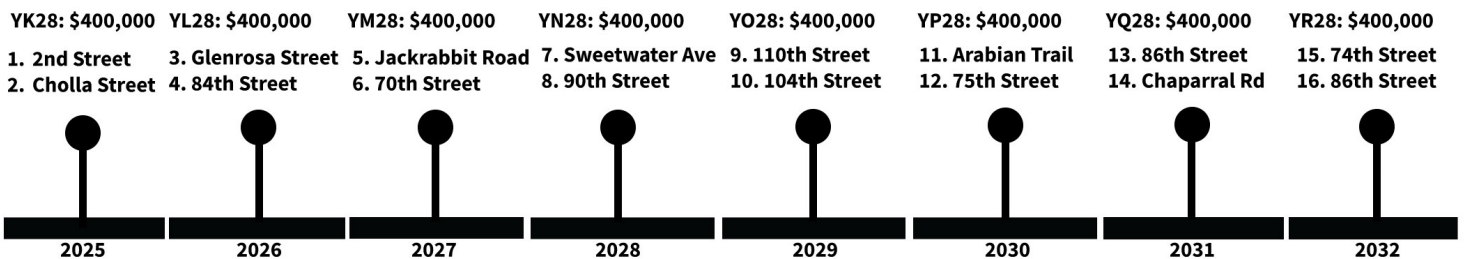 YK28: $400,000
1. 2nd Street
2. Cholla Street
2025
YL28: $400,000
3. Glenrosa Street
4. 84th Street
2026
YM28: $400,000
5. Jackrabbit Road
6. 70th Street
2027
YN28: $400,000
7. Sweetwater Ave
8. 90th Street
2028
YO28: $400,000
9. 110th Street
10. 104th Street
2029
YP28: $400,000
11. Arabian Trail
12. 75th Street
2030
YQ28: $400,000
13. 86th Street
14. Chaparral Rd
2031
YR28: $400,000
15. 74th Street
16. 86th Street
2032